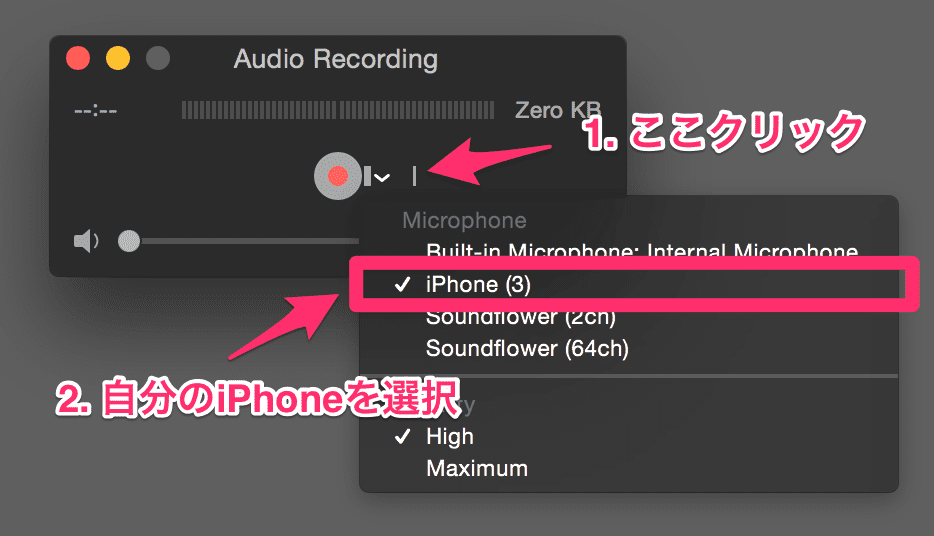 Audio Recording
--:--
Zero KB
1. ここクリック
Microphone
Built-in Microphone: Internal Microphone
iPhone (3)
Soundflower (2ch)
Soundflower (64ch)
2. 自分のiPhoneを選択
High
Maximum